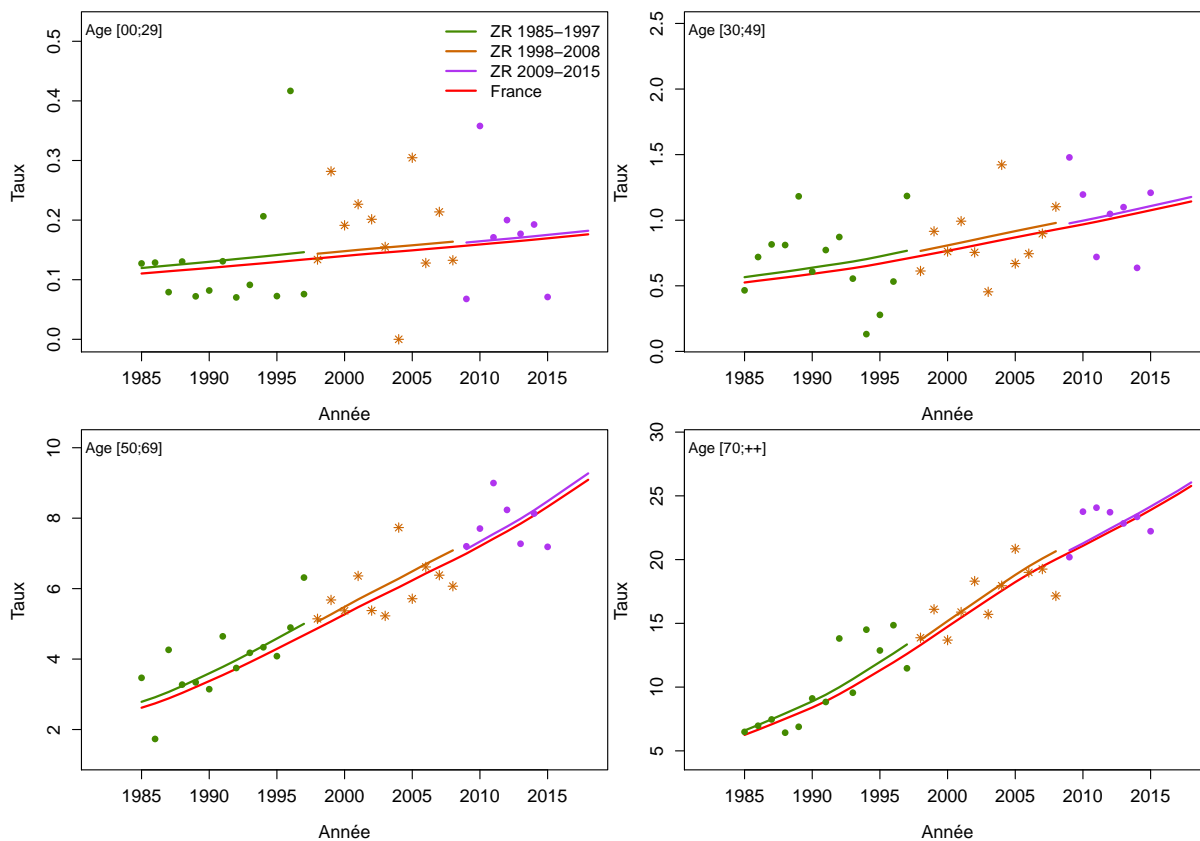 Age [00;29]
ZR 1985−1997
ZR 1998−2008
ZR 2009−2015
France
0.5
0.4
0.3
0.2
0.1
0.0
Taux
1985 1990 1995 2000 2005 2010 2015
Année
Age [30;49]
2.5
2.0
1.5
1.0
0.5
0.0
Taux
1985 1990 1995 2000 2005 2010 2015
Année
Age [50;69]
10
8
6
4
2
Taux
1985 1990 1995 2000 2005 2010 2015
Année
Age [70;++]
30
25
20
15
10
5
Taux
1985 1990 1995 2000 2005 2010 2015
Année